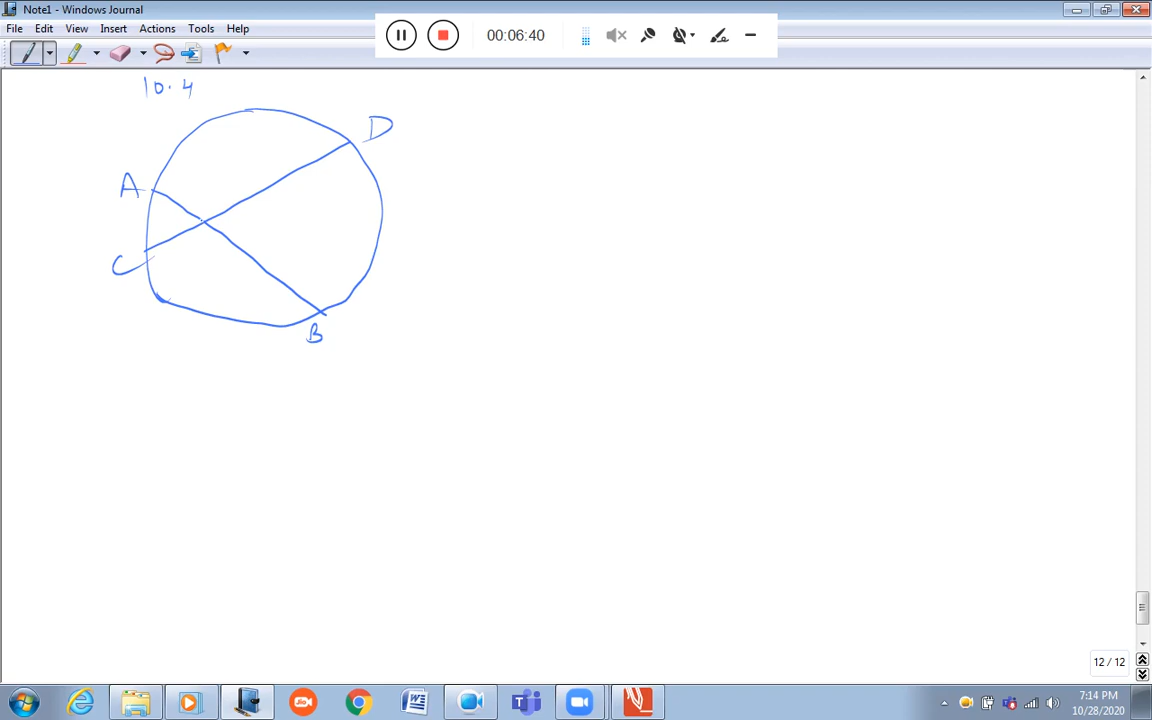 Note1 - Windows Journal
File Edit View Insert Actions Tools Help
00:06:40
10.4
D
A
C
B
12 / 12
7:14 PM
10/28/2020